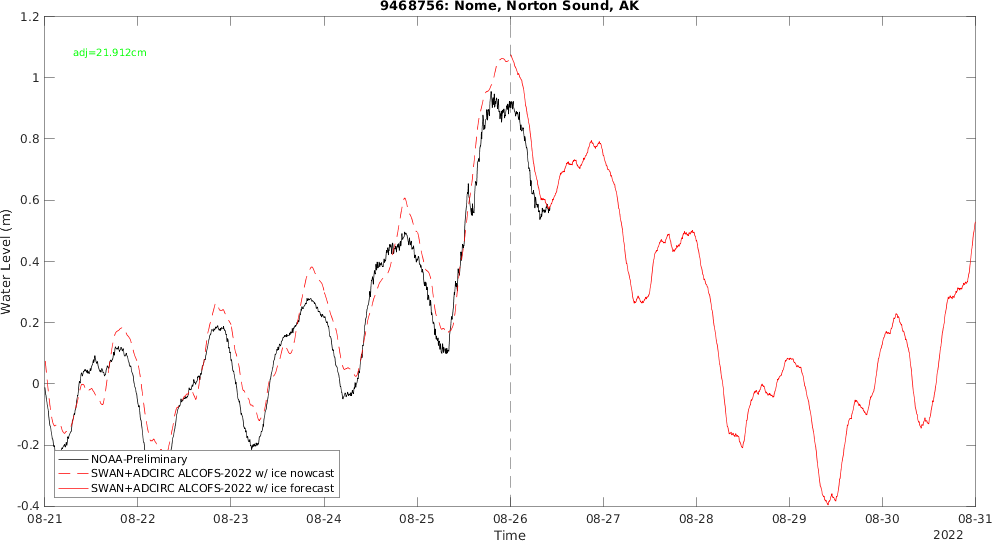 9468756: Nome, Norton Sound, AK
1.2
adj=21.912cm
1
0.8
0.6
0.4
0.2
0
-0.2
-0.4
Water Level (m)
NOAA-Preliminary
SWAN+ADCIRC ALCOFS-2022 w/ ice nowcast
SWAN+ADCIRC ALCOFS-2022 w/ ice forecast
08-21 08-22 08-23 08-24 08-25 08-26 08-27 08-28 08-29 08-30 08-31
Time
2022